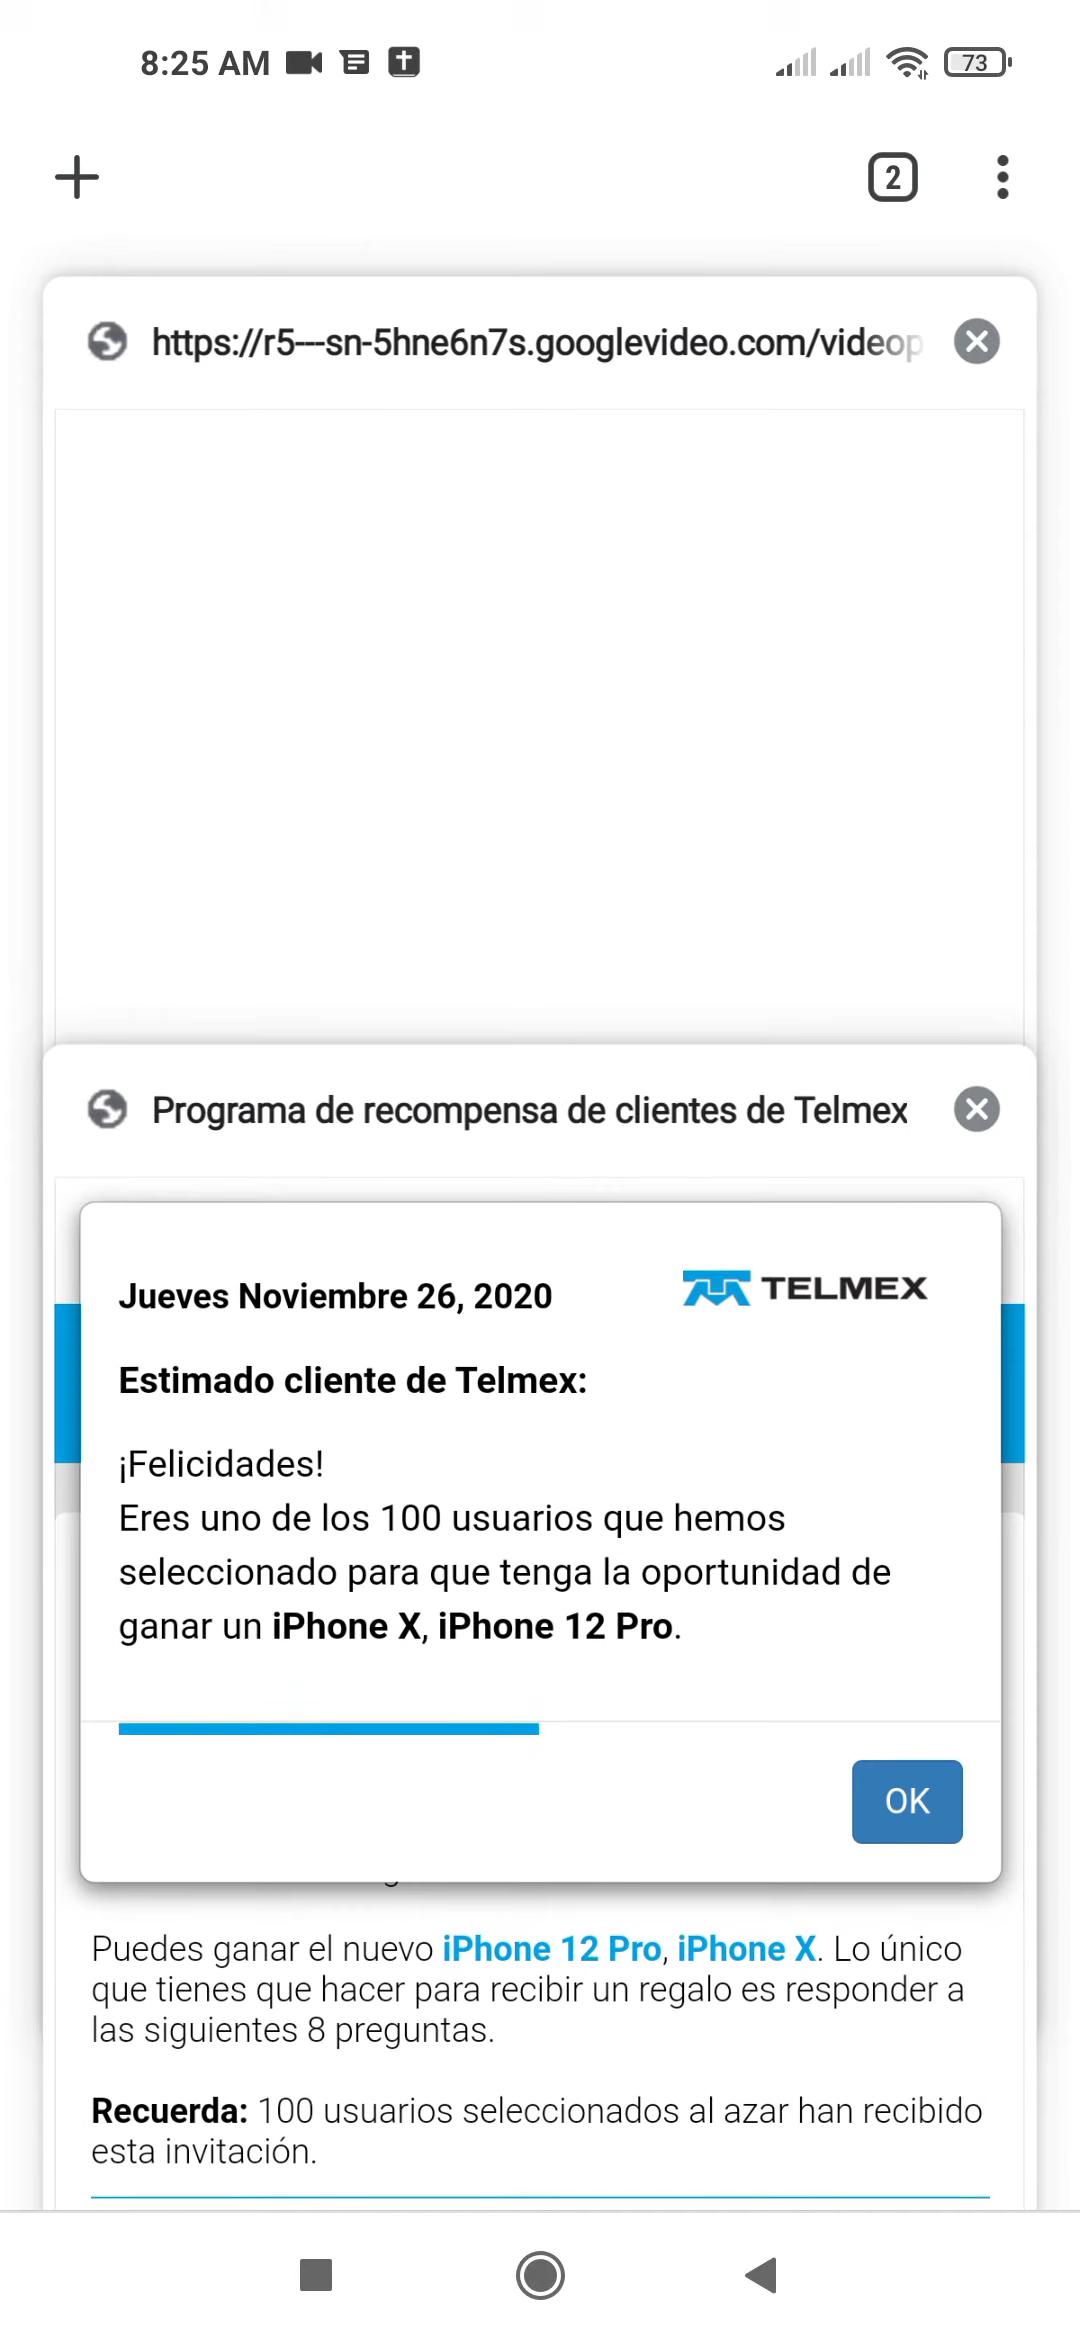 8:25 AM
73
2
https://r5---sn-5hne6n7s.googlevideo.com/videop
Programa de recompensa de clientes de Telmex
Jueves Noviembre 26, 2020
TELMEX
Estimado cliente de Telmex:
¡Felicidades!
Eres uno de los 100 usuarios que hemos
seleccionado para que tenga la oportunidad de
ganar un iPhone X, iPhone 12 Pro.
OK
Puedes ganar el nuevo iPhone 12 Pro, iPhone X. Lo único
que tienes que hacer para recibir un regalo es responder a
las siguientes 8 preguntas.
Recuerda: 100 usuarios seleccionados al azar han recibido
esta invitación.